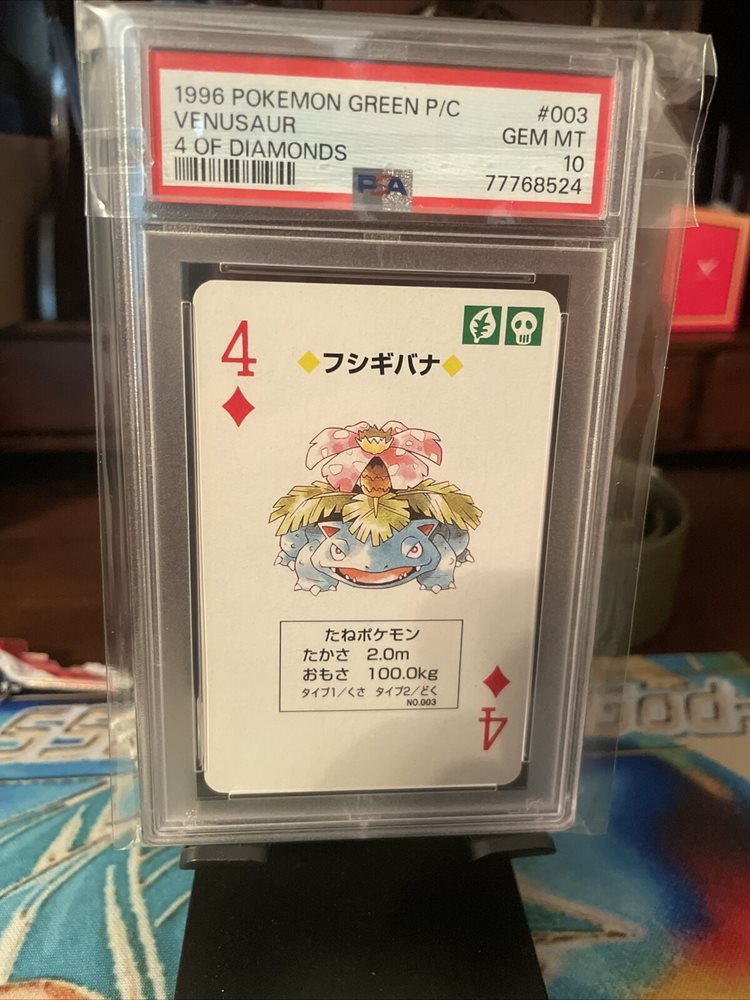 1996 POKEMON GREEN P/C #003
VENUSAUR GEM MT
4 OF DIAMONDS 10
PSA 77768524
4
フシギバナ
たねポケモン
たかさ 2.0m
おもさ 100.0kg
タイプ1/くさ タイプ2/どく
NO.003
4